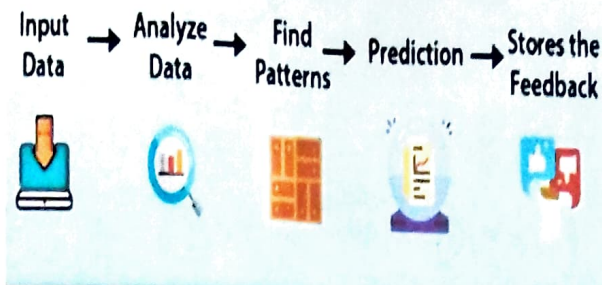 Input Data → Analyze Data → Find Patterns → Prediction → Stores the Feedback